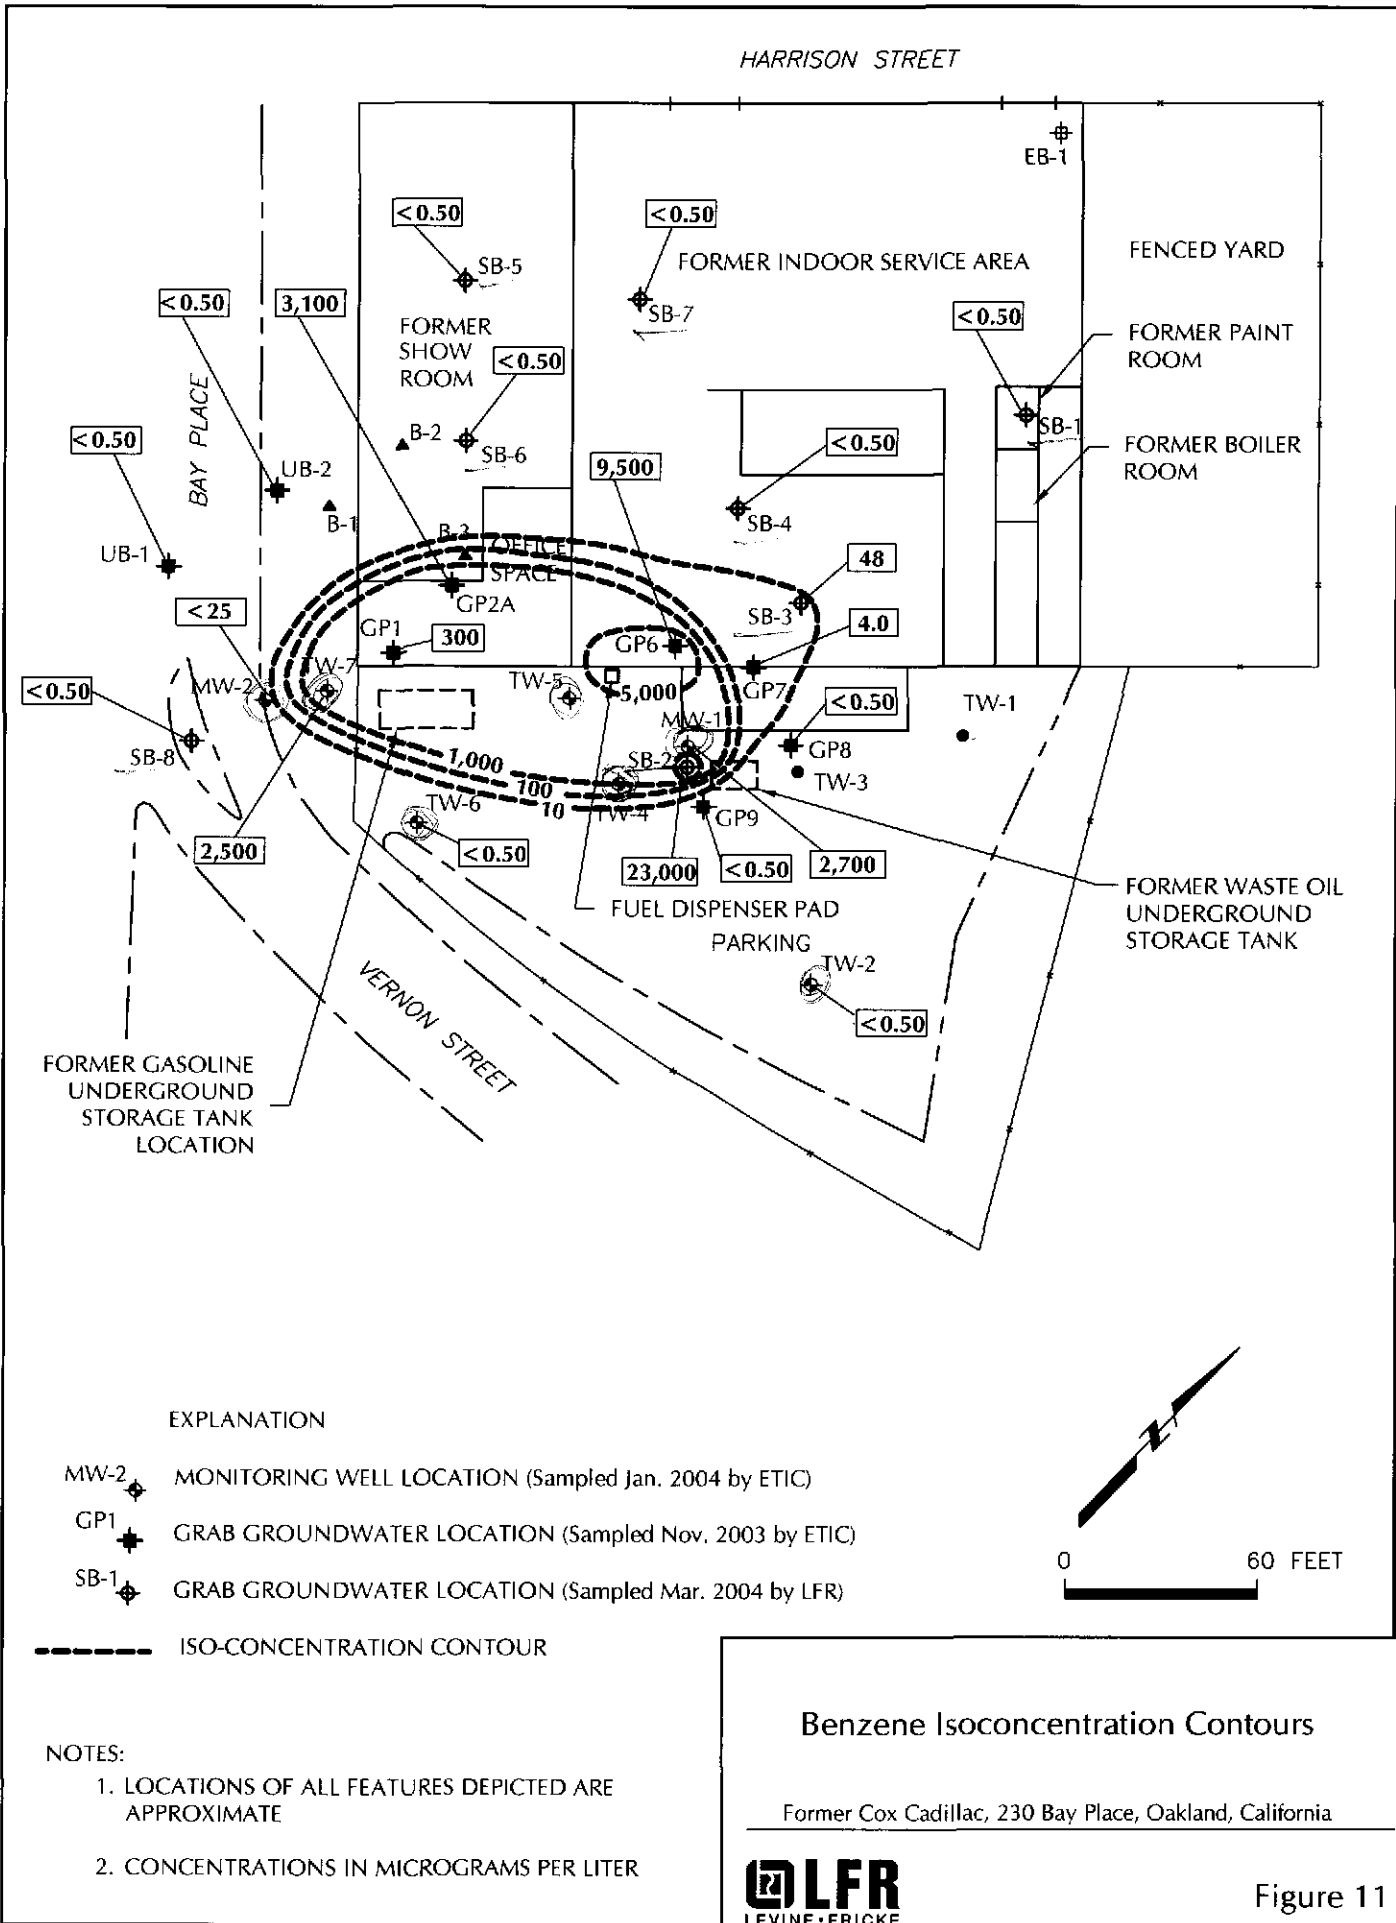 HARRISON STREET
EB-1
<0.50
<0.50
SB-5
FORMER INDOOR SERVICE AREA
FENCED YARD
SB-7
<0.50
3,100
<0.50
FORMER
SHOW
ROOM
<0.50
FORMER PAINT
ROOM
BAY PLACE
<0.50
B-2
SB-6
<0.50
SB-1
FORMER BOILER
ROOM
UB-2
9,500
B-1
SB-4
B-3
OFFICE
SPACE
UB-1
48
GP2A
<25
SB-3
4.0
GP1
300
GP6
TW-7
MW-2
TW-5
5,000
GP7
<0.50
<0.50
TW-1
MW-1
SB-8
1,000
SB-2
GP8
100
TW-3
10
TW-6
TW-4
GP9
2,500
<0.50
23,000
<0.50
2,700
FORMER WASTE OIL
UNDERGROUND
STORAGE TANK
FUEL DISPENSER PAD
PARKING
TW-2
<0.50
VERNON STREET
FORMER GASOLINE
UNDERGROUND
STORAGE TANK
LOCATION
EXPLANATION
MW-2 MONITORING WELL LOCATION (Sampled Jan. 2004 by ETIC)
GP1 GRAB GROUNDWATER LOCATION (Sampled Nov. 2003 by ETIC)
SB-1 GRAB GROUNDWATER LOCATION (Sampled Mar. 2004 by LFR)
ISO-CONCENTRATION CONTOUR
N
0 60 FEET
NOTES:
1. LOCATIONS OF ALL FEATURES DEPICTED ARE
APPROXIMATE
2. CONCENTRATIONS IN MICROGRAMS PER LITER
Benzene Isoconcentration Contours
Former Cox Cadillac, 230 Bay Place, Oakland, California
LFR
LEVINE·FRICKE
Figure 11